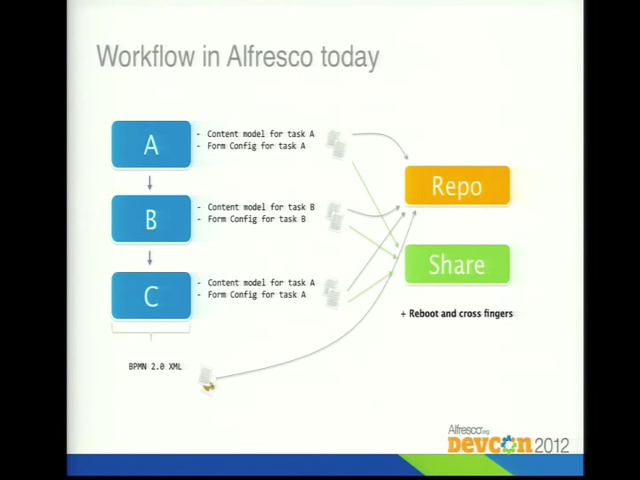 Workflow in Alfresco today
A
- Content model for task A
- Form Config for task A
B
- Content model for task B
- Form Config for task B
C
- Content model for task A
- Form Config for task A
BPMN 2.0 XML
Repo
Share
+ Reboot and cross fingers
Alfresco.org
DEVCON 2012